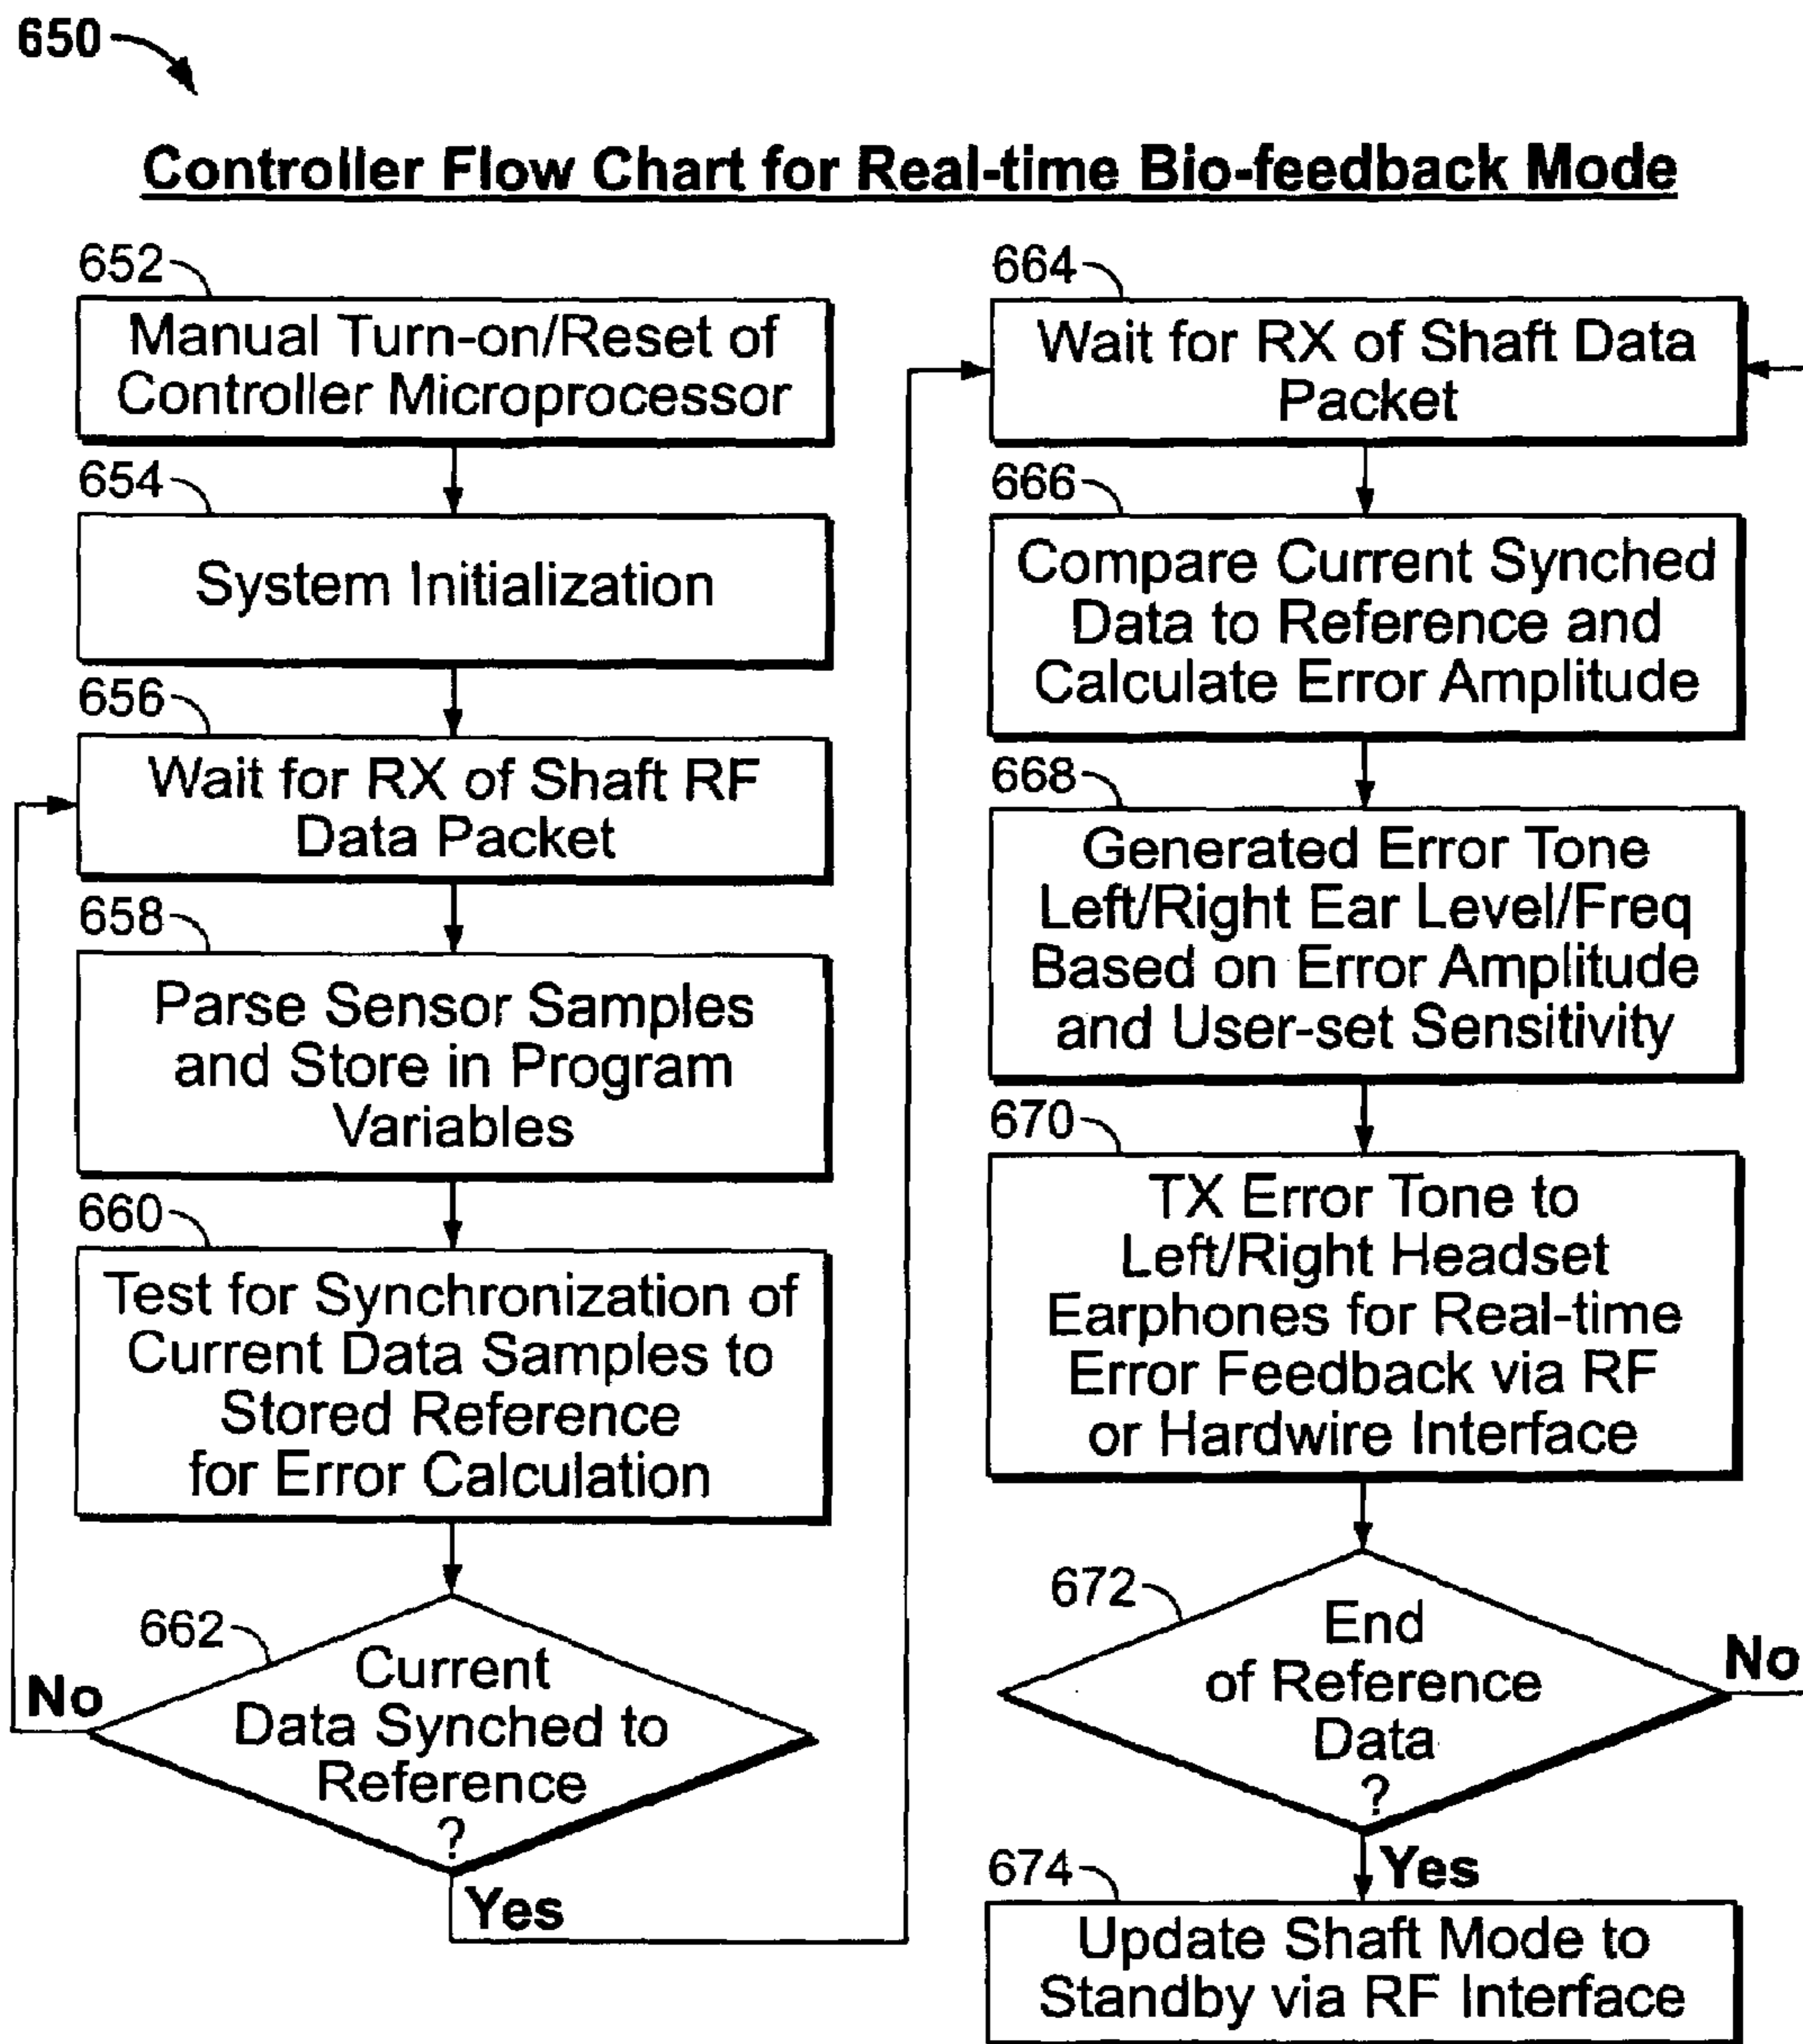 650
Controller Flow Chart for Real-time Bio-feedback Mode
652
Manual Turn-on/Reset of
Controller Microprocessor
654
System Initialization
656
Wait for RX of Shaft RF
Data Packet
658
Parse Sensor Samples
and Store in Program
Variables
660
Test for Synchronization of
Current Data Samples to
Stored Reference
for Error Calculation
662
Current
Data Synched to
Reference
?
No
Yes
664
Wait for RX of Shaft Data
Packet
666
Compare Current Synched
Data to Reference and
Calculate Error Amplitude
668
Generated Error Tone
Left/Right Ear Level/Freq
Based on Error Amplitude
and User-set Sensitivity
670
TX Error Tone to
Left/Right Headset
Earphones for Real-time
Error Feedback via RF
or Hardwire Interface
672
End
of Reference
Data
?
No
Yes
674
Update Shaft Mode to
Standby via RF Interface